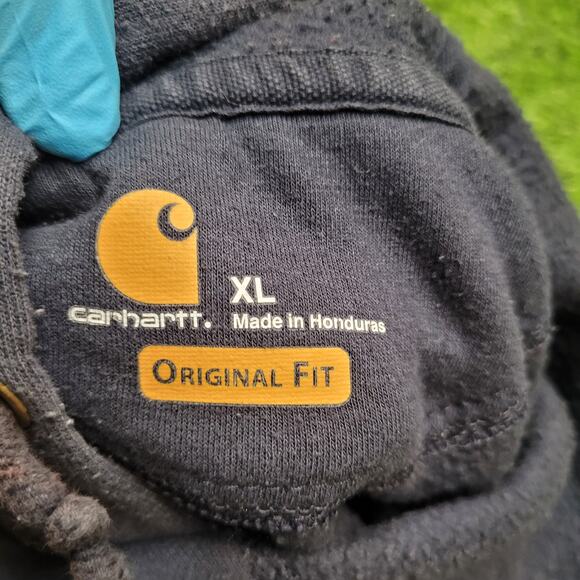 XL
carhartt.
Made in Honduras
ORIGINAL FIT